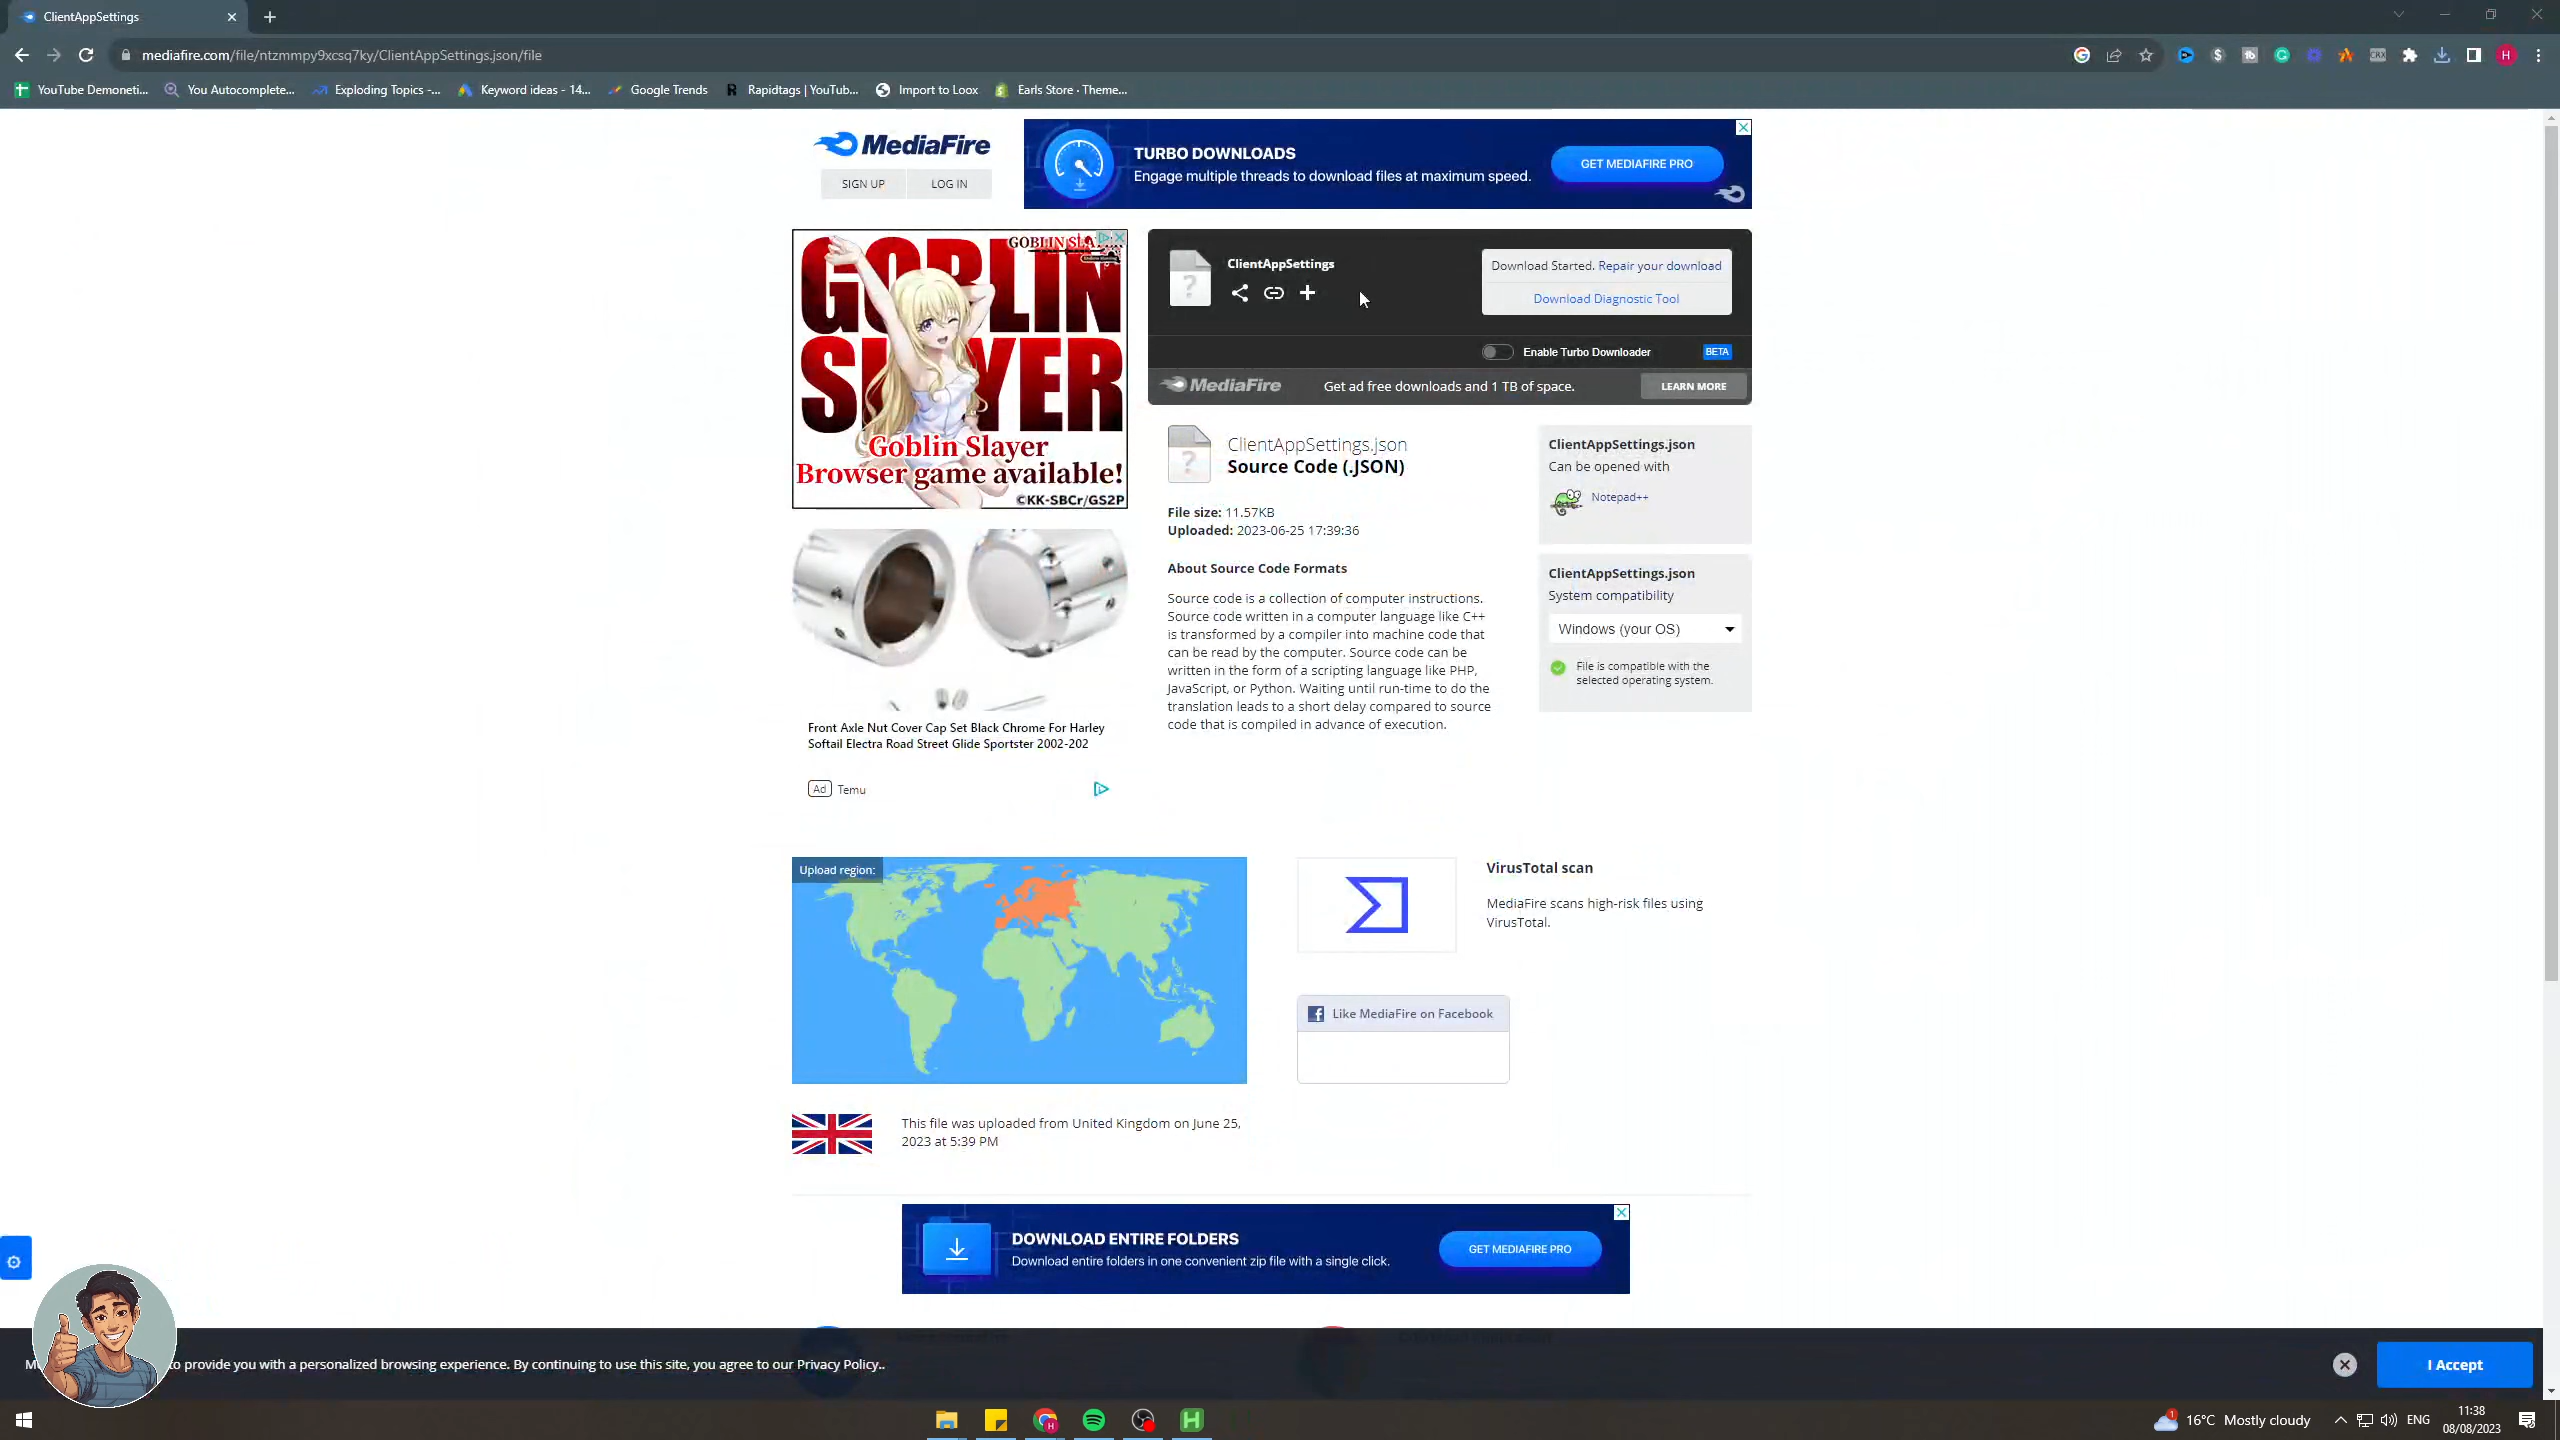 ClientAppSettings
mediafire.com/file/ntzmmpy9xcsq7ky/ClientAppSettings.json/file
YouTube Demoneti...
You Autocomplete...
Exploding Topics -...
Keyword ideas - 14...
Google Trends
Rapidtags | YouTub...
Import to Loox
Earls Store · Theme...
MediaFire
SIGN UP
LOG IN
TURBO DOWNLOADS
Engage multiple threads to download files at maximum speed.
GET MEDIAFIRE PRO
GOBLIN
SLAYER
Goblin Slayer
Browser game available!
©KK-SBCr/GS2P
ClientAppSettings
Download Started. Repair your download
Download Diagnostic Tool
Enable Turbo Downloader
BETA
MediaFire
Get ad free downloads and 1 TB of space.
LEARN MORE
ClientAppSettings.json
Source Code (.JSON)
File size: 11.57KB
Uploaded: 2023-06-25 17:39:36
About Source Code Formats
Source code is a collection of computer instructions.
Source code written in a computer language like C++
is transformed by a compiler into machine code that
can be read by the computer. Source code can be
written in the form of a scripting language like PHP,
JavaScript, or Python. Waiting until run-time to do the
translation leads to a short delay compared to source
code that is compiled in advance of execution.
ClientAppSettings.json
Can be opened with
Notepad++
ClientAppSettings.json
System compatibility
Windows (your OS)
File is compatible with the
selected operating system.
Front Axle Nut Cover Cap Set Black Chrome For Harley
Softail Electra Road Street Glide Sportster 2002-202
Ad
Temu
Upload region:
VirusTotal scan
MediaFire scans high-risk files using
VirusTotal.
Like MediaFire on Facebook
This file was uploaded from United Kingdom on June 25,
2023 at 5:39 PM
DOWNLOAD ENTIRE FOLDERS
Download entire folders in one convenient zip file with a single click.
GET MEDIAFIRE PRO
to provide you with a personalized browsing experience. By continuing to use this site, you agree to our Privacy Policy..
I Accept
16°C Mostly cloudy
ENG
11:38
08/08/2023